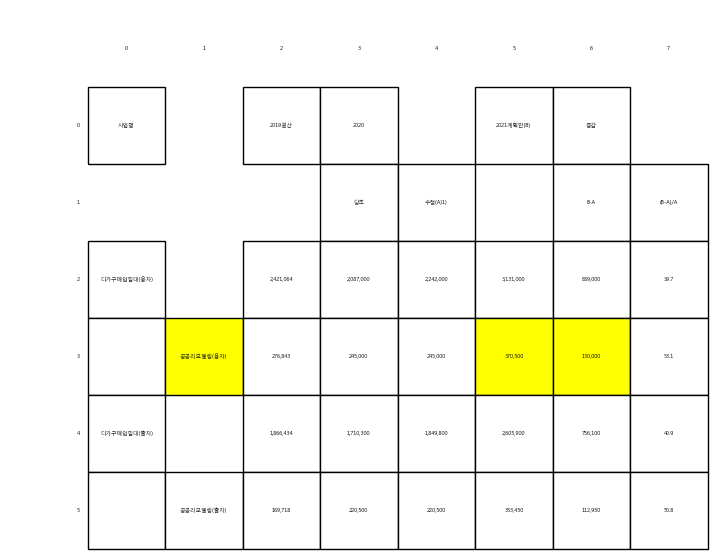 0 1 2 3 4 5 6 7
0 사업명 2019결산 2020 2021계획안(B) 증감
1 당초 수정(A)1) B-A (B-A)/A
2 다가구매입임대(융자) 2,421,064 2,087,000 2,242,000 3,131,000 889,000 39.7
3 공공리모델링(융자) 276,843 245,000 245,000 370,500 130,000 53.1
4 다가구매입임대(출자) 1,866,434 1,710,300 1,849,800 2,605,900 756,100 40.9
5 공공리모델링(출자) 169,718 220,500 220,500 333,450 112,950 50.8